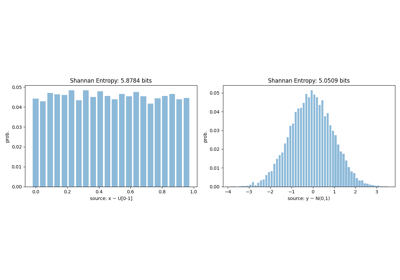 Shannan Entropy: 5.8784 bits
0.05
0.04
0.03
0.02
0.01
0.00
prob.
0.0 0.2 0.4 0.6 0.8 1.0
source: x ~ U[0-1]
Shannan Entropy: 5.0509 bits
0.05
0.04
0.03
0.02
0.01
0.00
prob.
−4 −3 −2 −1 0 1 2 3
source: y ~ N(0,1)